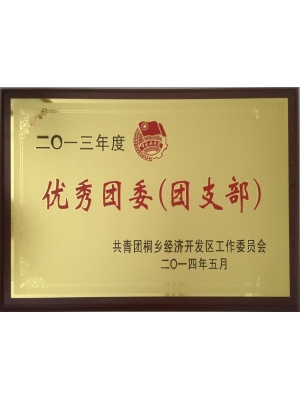 二〇一三年度
优秀团委(团支部)
共青团桐乡经济开发区工作委员会
二〇一四年五月